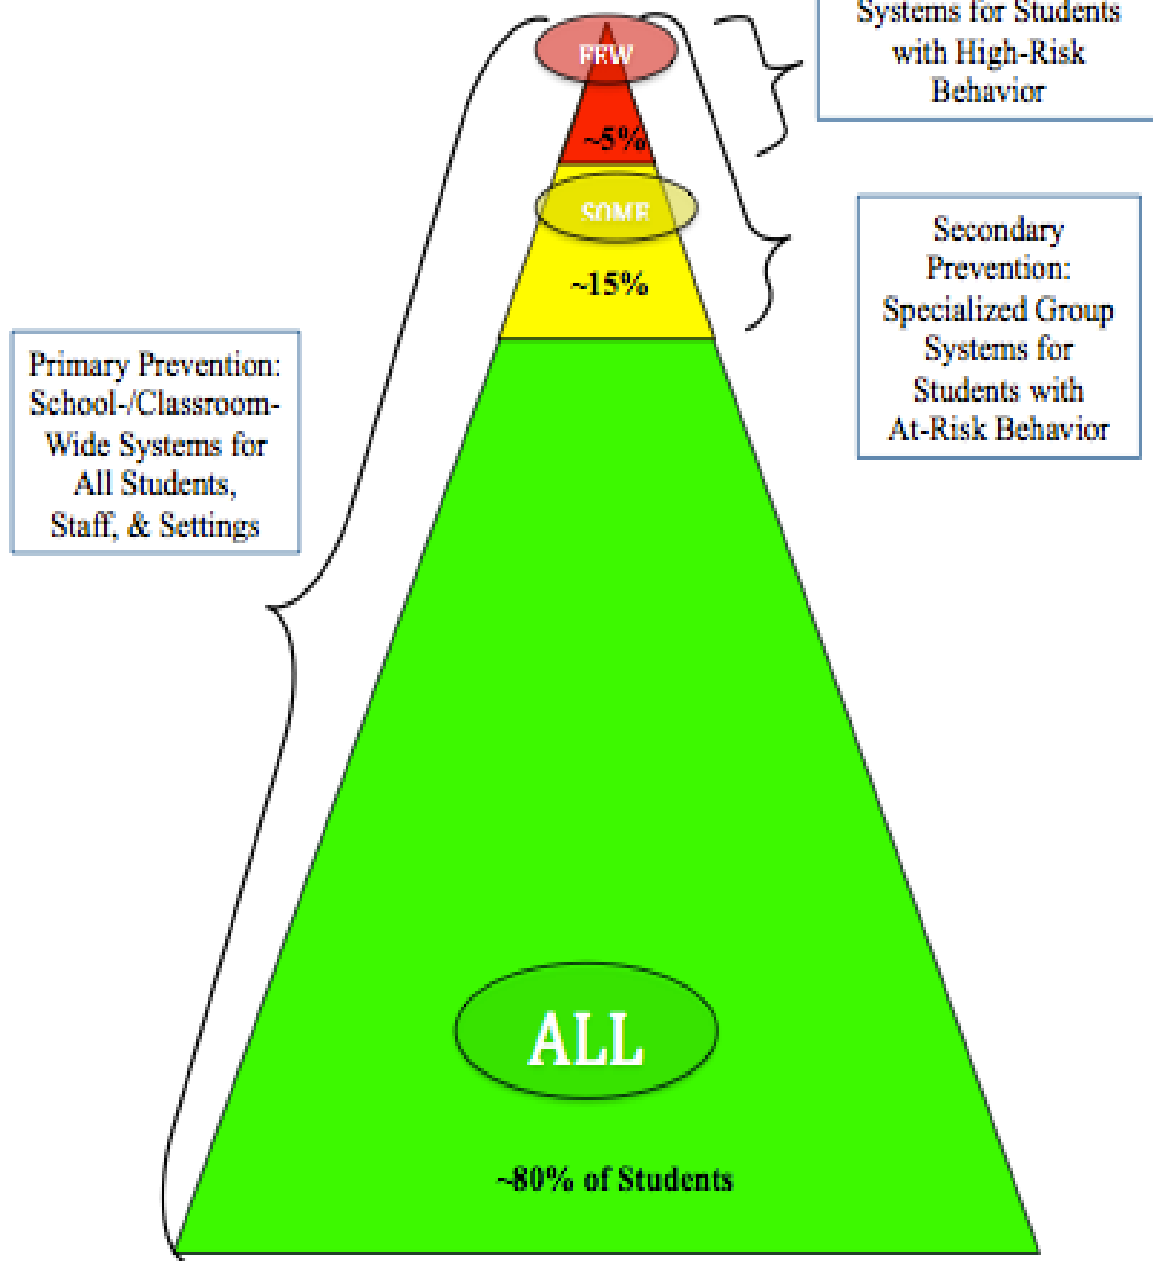 Systems for Students
with High-Risk
Behavior
FEW
~5%
SOME
~15%
Secondary
Prevention:
Specialized Group
Systems for
Students with
At-Risk Behavior
Primary Prevention:
School-/Classroom-
Wide Systems for
All Students,
Staff, & Settings
ALL
~80% of Students